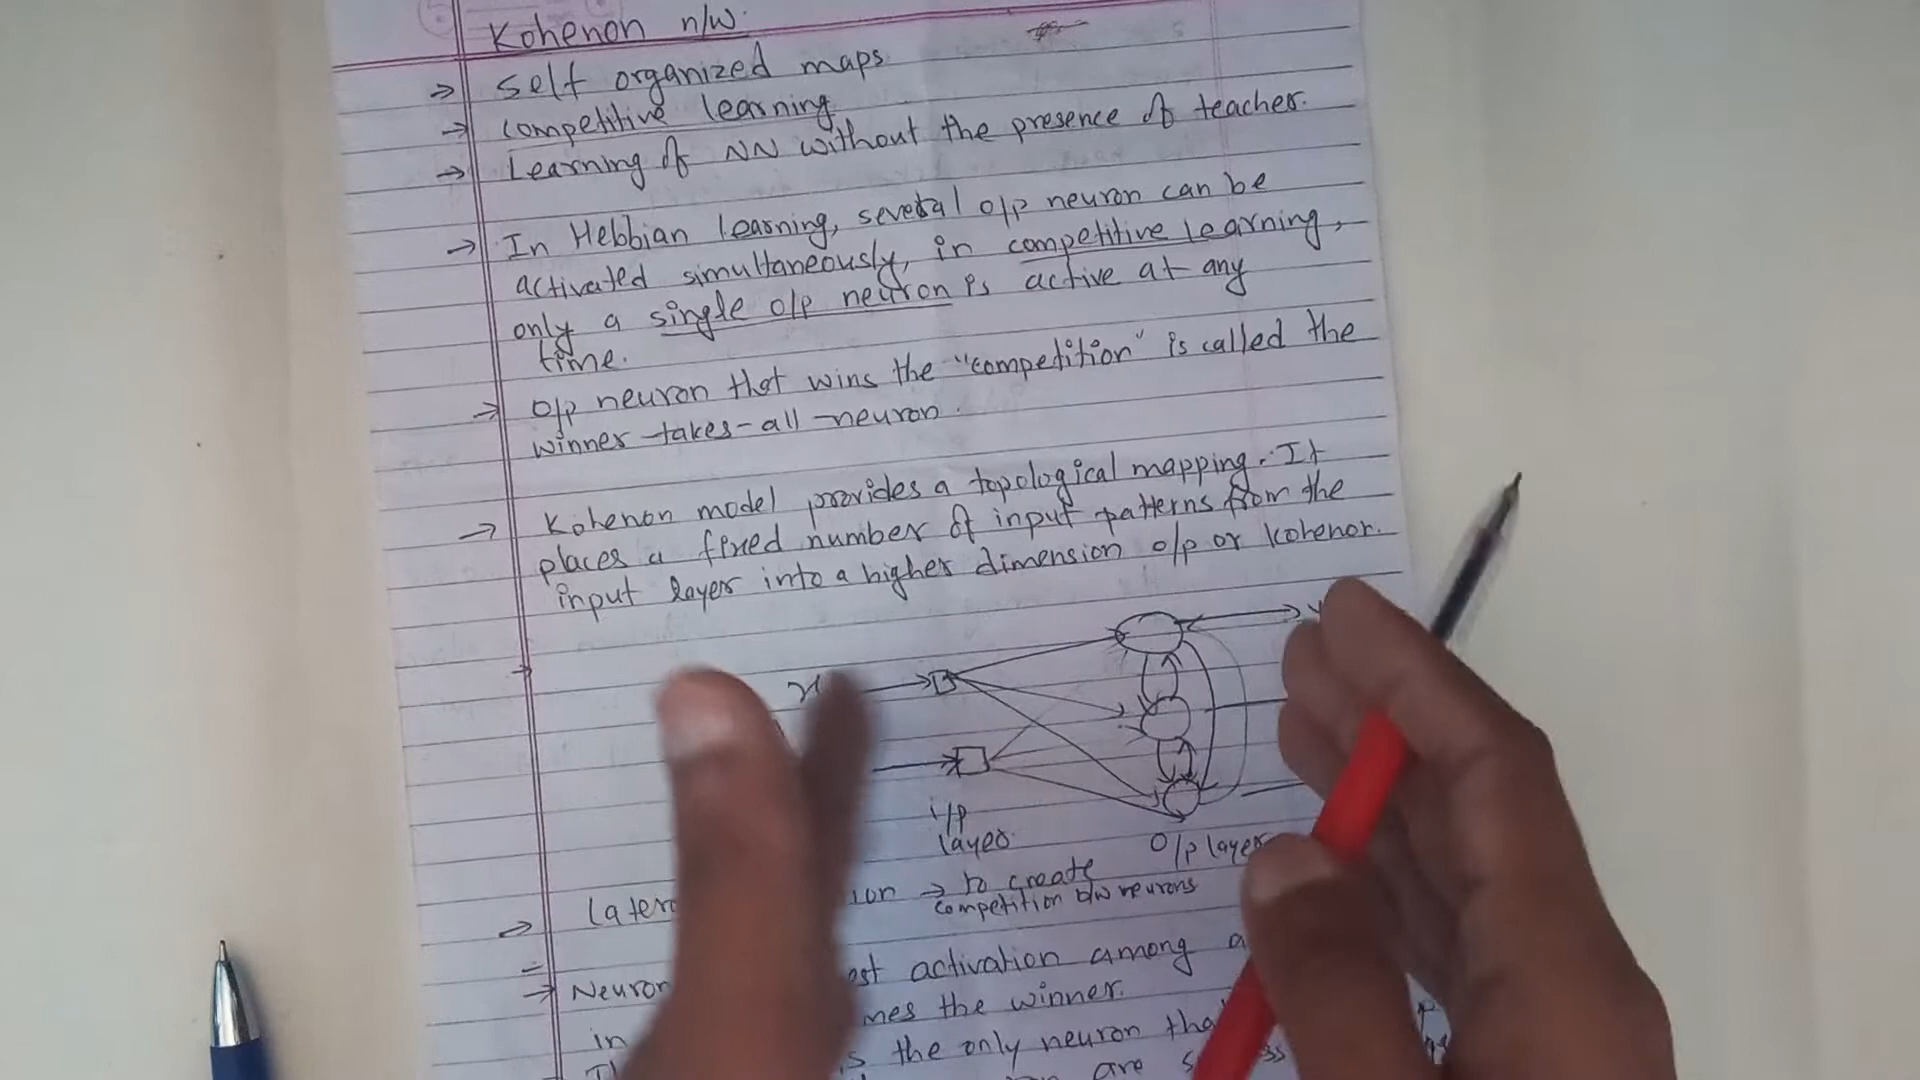 Kohenon n/w.
→ Self organized maps
→ competitive learning
→ Learning of NN without the presence of teacher.
→ In Hebbian learning, several o/p neuron can be
activated simultaneously, in competitive learning,
only a single o/p neuron is active at any
time.
→ O/p neuron that wins the "competition" is called the
winner-takes-all-neuron.
→ Kohenon model provides a topological mapping. It
places a fixed number of input patterns from the
input layer into a higher dimension o/p or Kohenon.
i/p
layer
O/p layer
→ to create
competition b/w neurons
→ Neuron activation among
the winner.
in
the only neuron
are